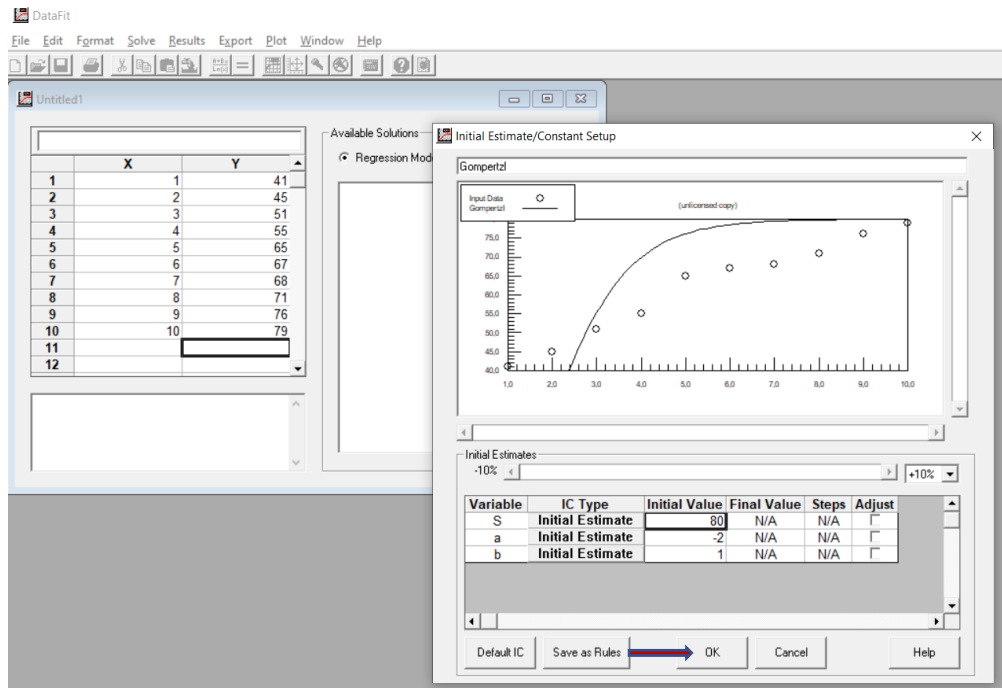 DataFit
File Edit Format Solve Results Export Plot Window Help
Untitled1
X Y
1 1 41
2 2 45
3 3 51
4 4 55
5 5 65
6 6 67
7 7 68
8 8 71
9 9 76
10 10 79
11
12
Available Solutions
Regression Mod
Initial Estimate/Constant Setup
GompertzI
Input Data
GompertzI
(unlicensed copy)
75,0
70,0
65,0
60,0
55,0
50,0
45,0
40,0
1,0 2,0 3,0 4,0 5,0 6,0 7,0 8,0 9,0 10,0
Initial Estimates
-10% +10%
Variable IC Type Initial Value Final Value Steps Adjust
S Initial Estimate 80 N/A N/A
a Initial Estimate -2 N/A N/A
b Initial Estimate 1 N/A N/A
Default IC Save as Rules OK Cancel Help